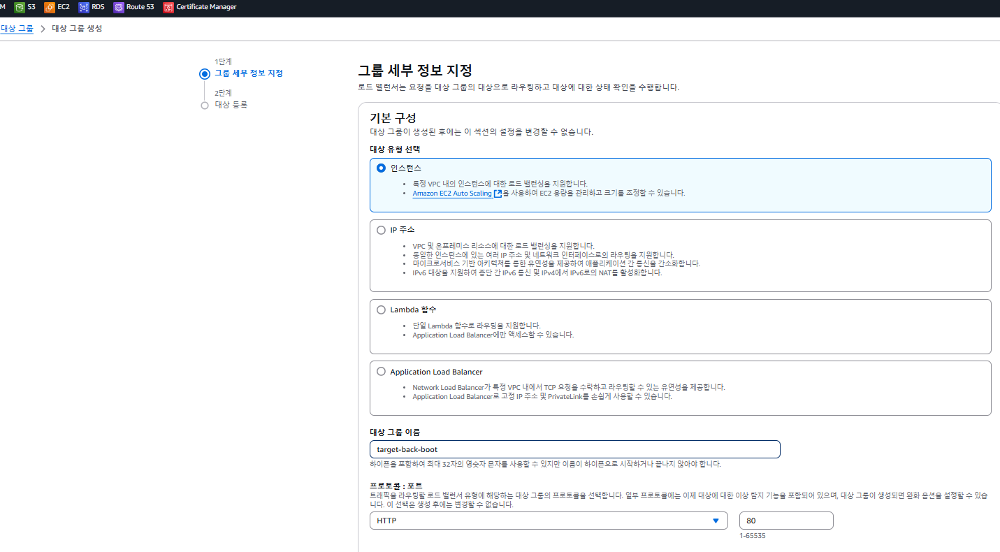 M S3 EC2 RDS Route 53 Certificate Manager
대상 그룹 > 대상 그룹 생성
1단계
그룹 세부 정보 지정
2단계
대상 등록
그룹 세부 정보 지정
로드 밸런서는 요청을 대상 그룹의 대상으로 라우팅하고 대상에 대한 상태 확인을 수행합니다.
기본 구성
대상 그룹이 생성된 후에는 이 섹션의 설정을 변경할 수 없습니다.
대상 유형 선택
인스턴스
• 특정 VPC 내의 인스턴스에 대한 로드 밸런싱을 지원합니다.
• Amazon EC2 Auto Scaling을 사용하여 EC2 용량을 관리하고 크기를 조정할 수 있습니다.
IP 주소
• VPC 및 온프레미스 리소스에 대한 로드 밸런싱을 지원합니다.
• 동일한 인스턴스에 있는 여러 IP 주소 및 네트워크 인터페이스로의 라우팅을 지원합니다.
• 마이크로서비스 기반 아키텍처를 통한 유연성을 제공하여 애플리케이션 간 통신을 간소화합니다.
• IPv6 대상을 지원하여 종단 간 IPv6 통신 및 IPv4에서 IPv6로의 NAT를 활성화합니다.
Lambda 함수
• 단일 Lambda 함수로 라우팅을 지원합니다.
• Application Load Balancer에만 액세스할 수 있습니다.
Application Load Balancer
• Network Load Balancer가 특정 VPC 내에서 TCP 요청을 수락하고 라우팅할 수 있는 유연성을 제공합니다.
• Application Load Balancer로 고정 IP 주소 및 PrivateLink를 손쉽게 사용할 수 있습니다.
대상 그룹 이름
target-back-boot
하이픈을 포함하여 최대 32자의 영숫자 문자를 사용할 수 있지만 이름이 하이픈으로 시작하거나 끝나지 않아야 합니다.
프로토콜 : 포트
트래픽을 라우팅할 로드 밸런서 유형에 해당하는 대상 그룹의 프로토콜을 선택합니다. 일부 프로토콜에는 이제 대상에 대한 이상 탐지 기능을 포함되어 있으며, 대상 그룹이 생성되면 완화 옵션을 설정할 수 있습
니다. 이 선택은 생성 후에는 변경할 수 없습니다.
HTTP 80
1-65535